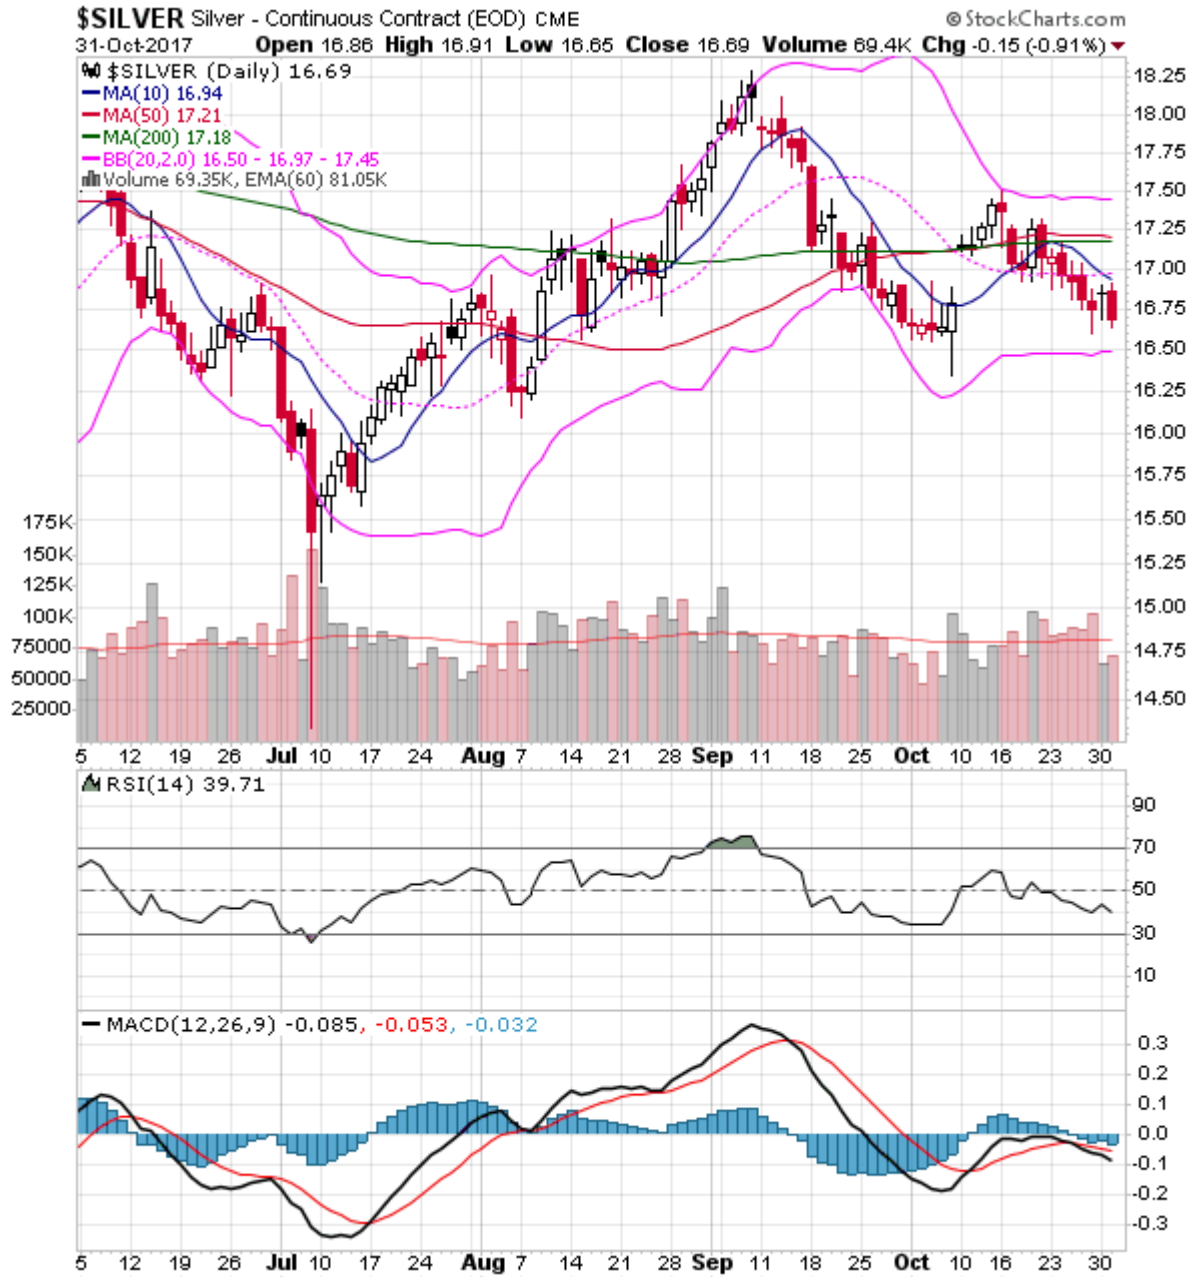 $SILVER Silver - Continuous Contract (EOD) CME © StockCharts.com
31-Oct-2017 Open 16.86 High 16.91 Low 16.65 Close 16.69 Volume 69.4K Chg -0.15 (-0.91%)
$SILVER (Daily) 16.69
MA(10) 16.94
MA(50) 17.21
MA(200) 17.18
BB(20,2.0) 16.50 - 16.97 - 17.45
Volume 69.35K, EMA(60) 81.05K
18.25
18.00
17.75
17.50
17.25
17.00
16.75
16.50
16.25
16.00
15.75
15.50
15.25
15.00
14.75
14.50
175K
150K
125K
100K
75000
50000
25000
5 12 19 26 Jul 10 17 24 Aug 7 14 21 28 Sep 11 18 25 Oct 10 16 23 30
RSI(14) 39.71
90
70
50
30
10
MACD(12,26,9) -0.085, -0.053, -0.032
0.3
0.2
0.1
0.0
-0.1
-0.2
-0.3
5 12 19 26 Jul 10 17 24 Aug 7 14 21 28 Sep 11 18 25 Oct 10 16 23 30